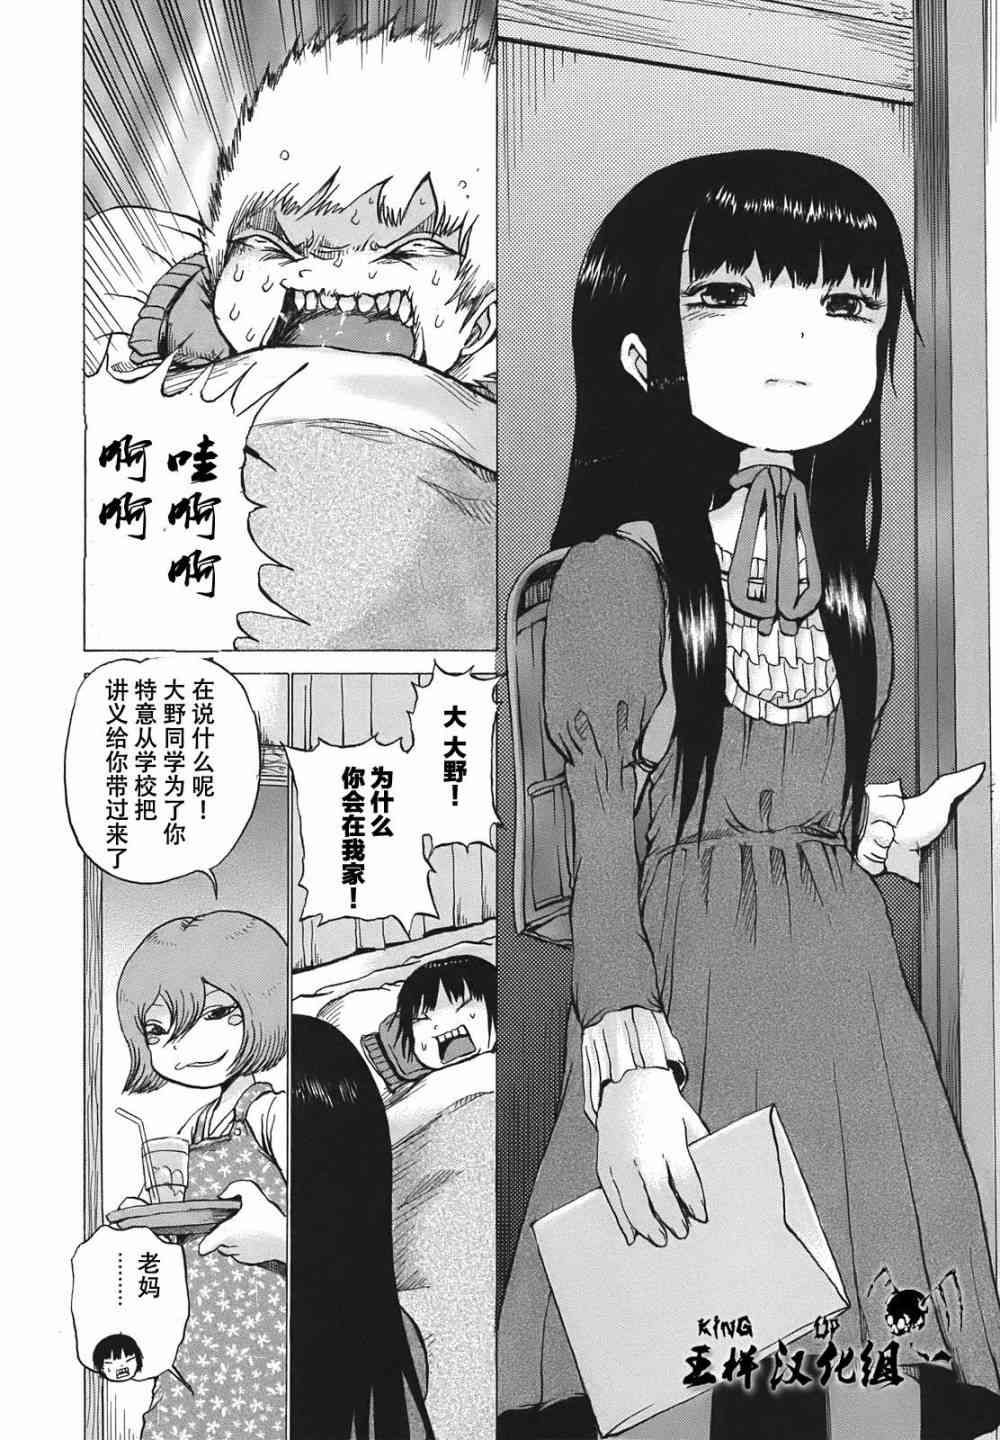 哇啊啊
啊啊
大 大野！
为什么
你会在我家！
在说什么呢！
大野同学为了你
特意从学校把
讲义给你带过来了
老妈
………
KING 御
王样汉化组